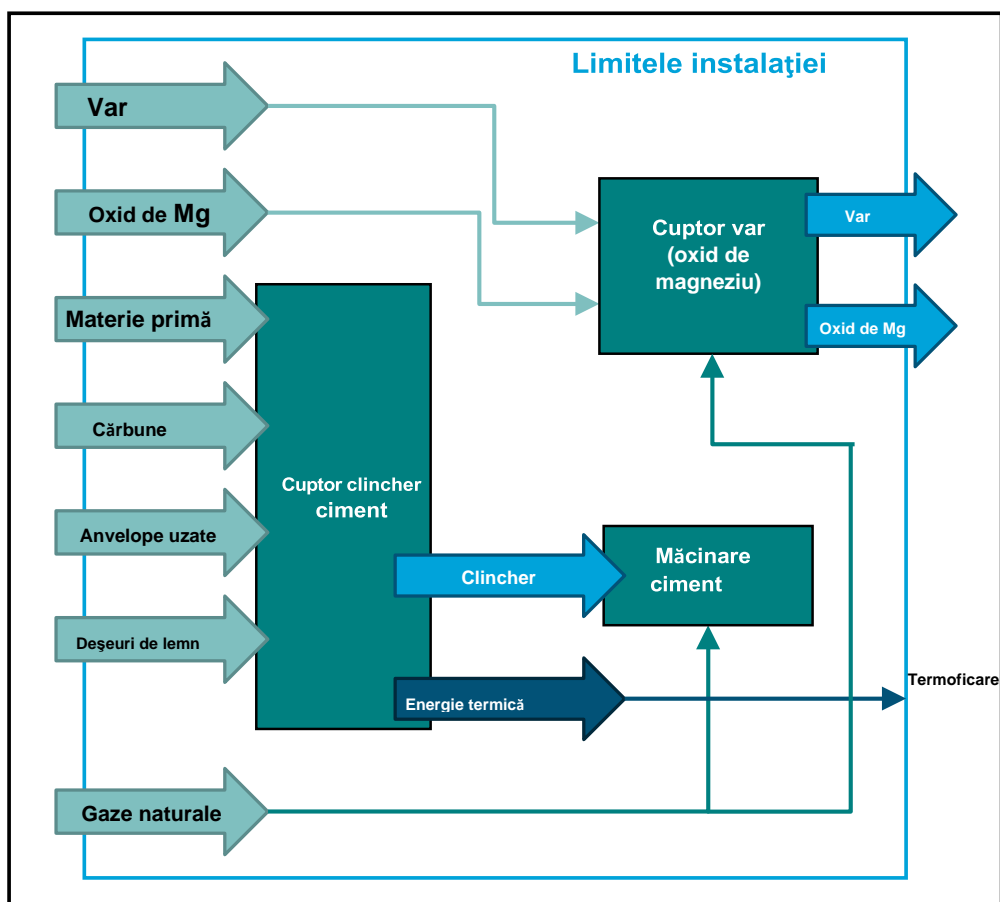 Limitele instalaţiei
Var
Oxid de Mg
Materie primă
Cărbune
Anvelope uzate
Deşeuri de lemn
Gaze naturale
Cuptor clincher
ciment
Clincher
Energie termică
Cuptor var
(oxid de
magneziu)
Var
Oxid de Mg
Măcinare
ciment
Termoficare